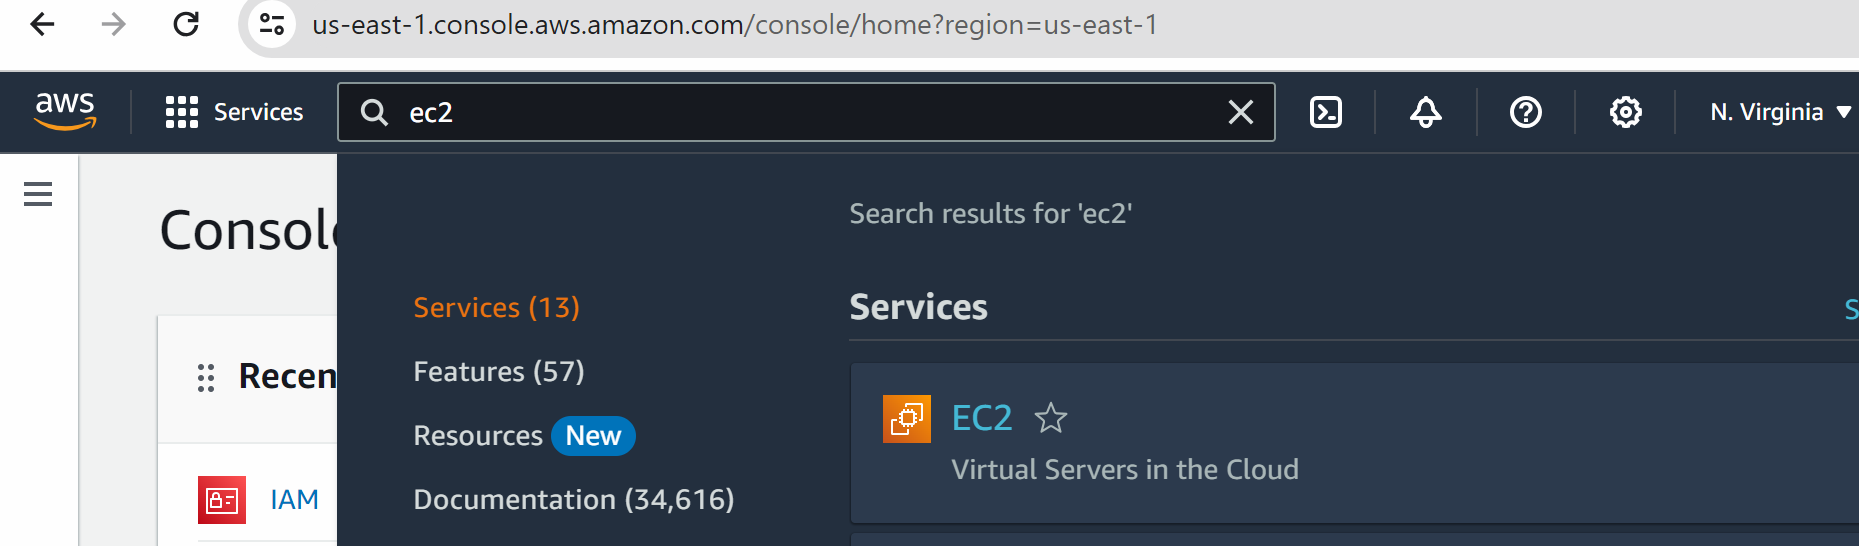 us-east-1.console.aws.amazon.com/console/home?region=us-east-1
aws Services ec2 N. Virginia
Search results for 'ec2'
Services (13)
Features (57)
Resources New
Documentation (34,616)
Services
EC2
Virtual Servers in the Cloud
IAM